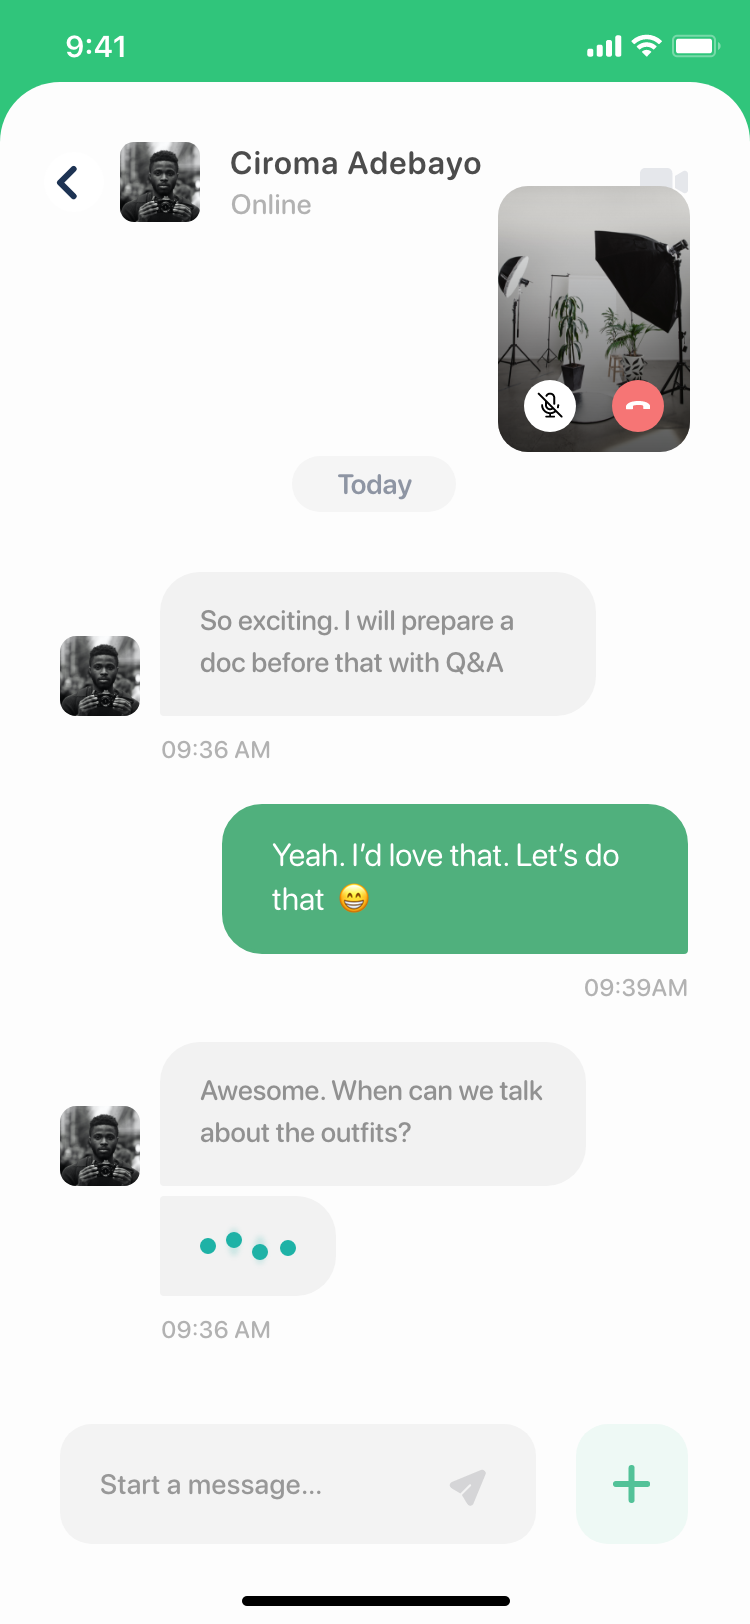 9:41
Ciroma Adebayo
Online
Today
So exciting. I will prepare a
doc before that with Q&A
09:36 AM
Yeah. I’d love that. Let’s do
that 😁
09:39AM
Awesome. When can we talk
about the outfits?
09:36 AM
Start a message...